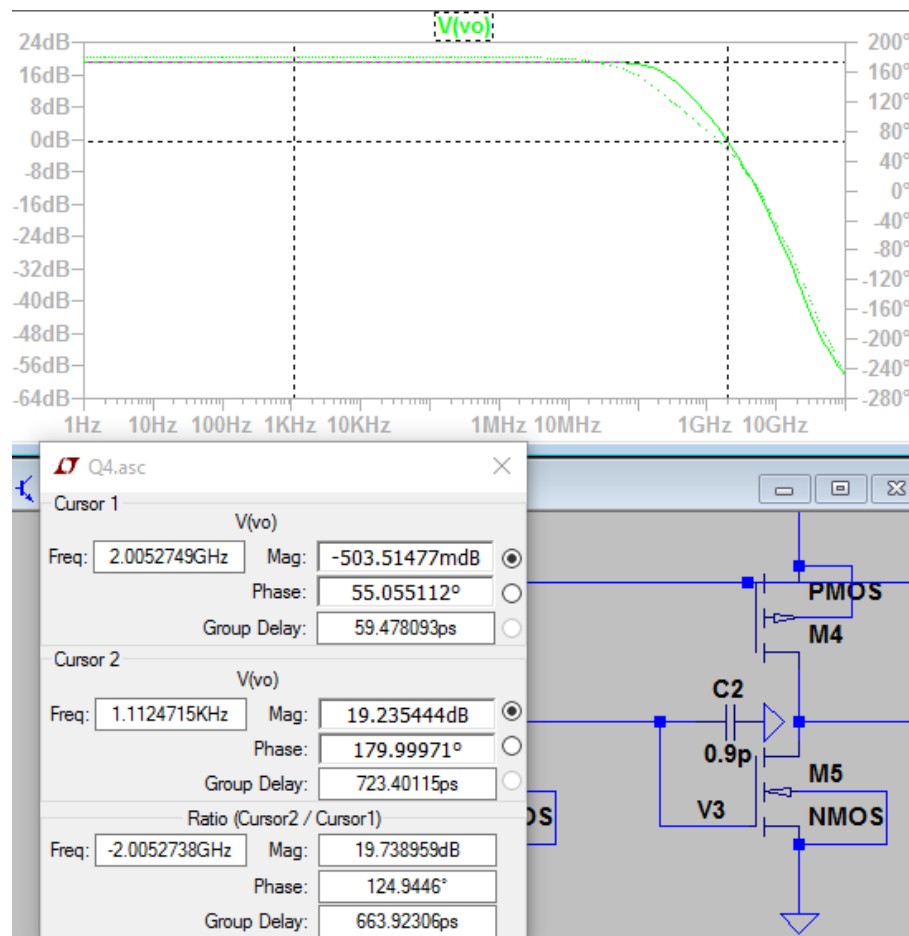 V(vo)
24dB 200°
16dB 160°
8dB 120°
0dB 80°
-8dB 40°
-16dB 0°
-24dB -40°
-32dB -80°
-40dB -120°
-48dB -160°
-56dB -200°
-64dB -240°
-280°
1Hz 10Hz 100Hz 1KHz 10KHz 1MHz 10MHz 1GHz 10GHz
Q4.asc
Cursor 1
V(vo)
Freq: 2.0052749GHz Mag: -503.51477mdB
Phase: 55.055112°
Group Delay: 59.478093ps
Cursor 2
V(vo)
Freq: 1.1124715KHz Mag: 19.235444dB
Phase: 179.99971°
Group Delay: 723.40115ps
Ratio (Cursor2 / Cursor1)
Freq: -2.0052738GHz Mag: 19.738959dB
Phase: 124.9446°
Group Delay: 663.92306ps
PMOS
M4
C2
0.9p
M5
V3
NMOS
OS